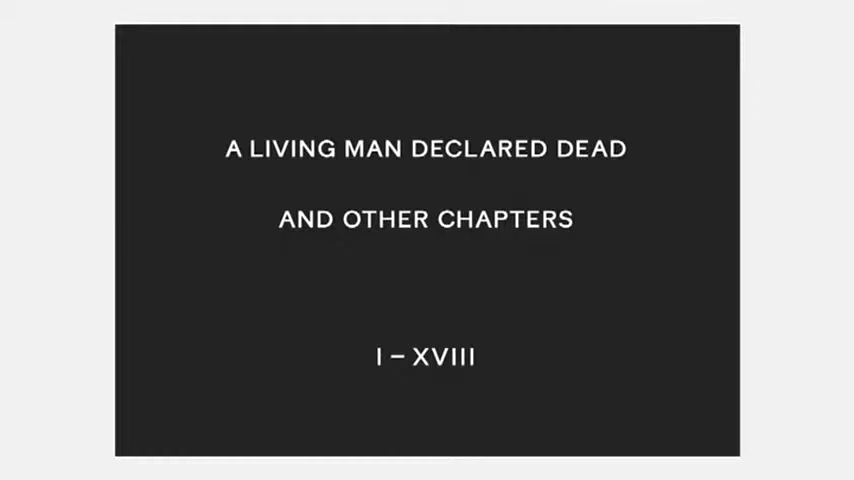 A LIVING MAN DECLARED DEAD
AND OTHER CHAPTERS
I – XVIII